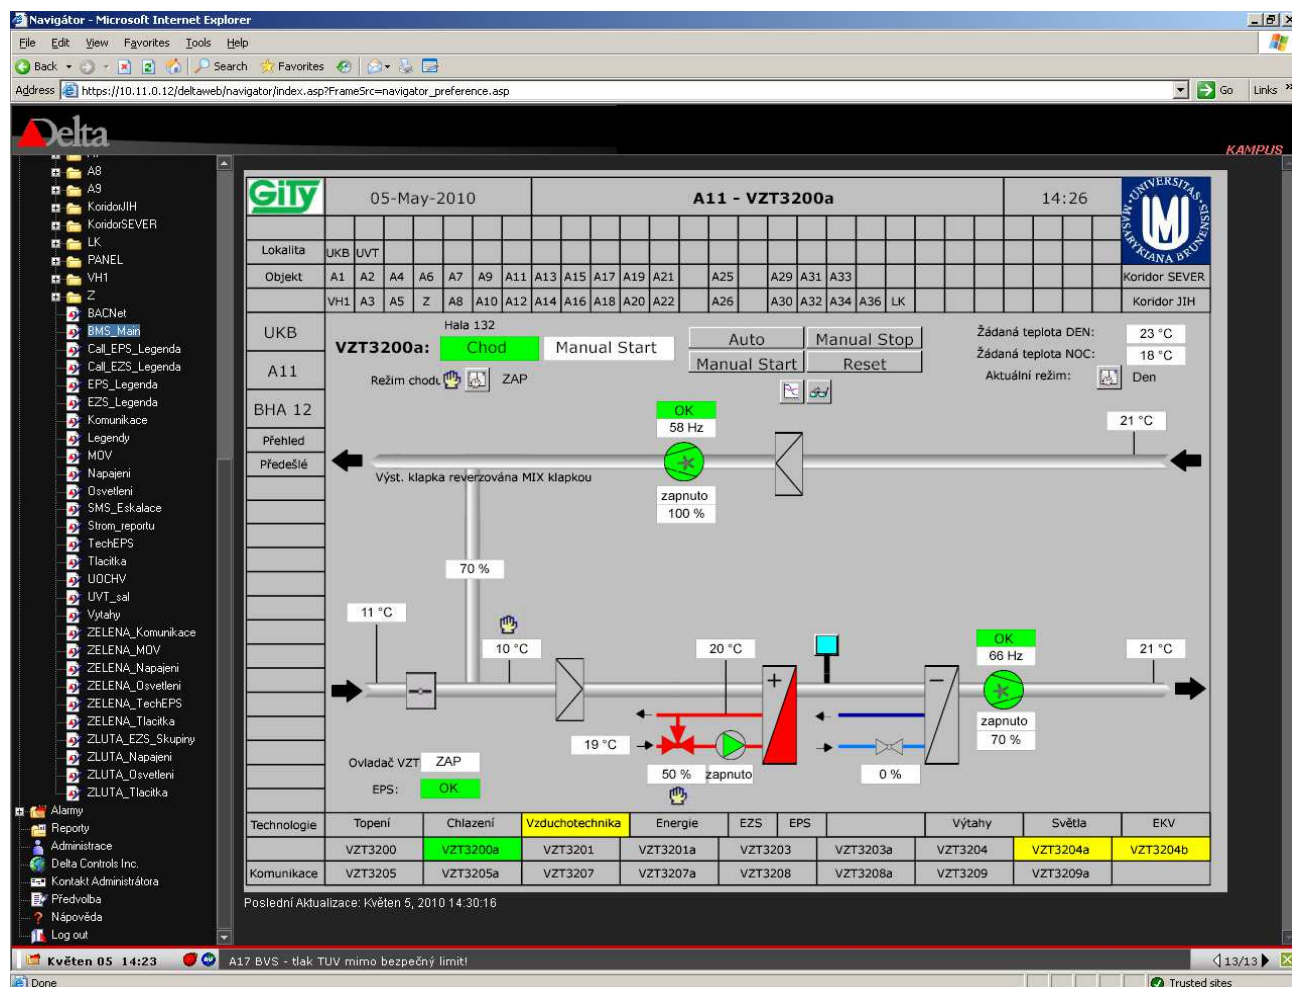 Navigátor - Microsoft Internet Explorer
File Edit View Favorites Tools Help
Back Search Favorites
Address https://10.11.0.12/deltaweb/navigator/index.asp?FrameSrc=navigator_preference.asp Go Links »
Delta
KAMPUS
A8
A9
KoridorJIH
KoridorSEVER
LK
PANEL
VH1
Z
BACNet
BMS_Main
Call_EPS_Legenda
Call_EZS_Legenda
EPS_Legenda
EZS_Legenda
Komunikace
Legendy
MOV
Napajeni
Osvetleni
SMS_Eskalace
Strom_reportu
TechEPS
Tlacitka
UOCHV
UVT_sal
Vytahy
ZELENA_Komunikace
ZELENA_MOV
ZELENA_Napajeni
ZELENA_Osvetleni
ZELENA_TechEPS
ZELENA_Tlacitka
ZLUTA_EZS_Skupiny
ZLUTA_Napajeni
ZLUTA_Osvetleni
ZLUTA_Tlacitka
Alarmy
Reporty
Administrace
Delta Controls Inc.
Kontakt Administrátora
Předvolba
Nápověda
Log out
GiTy 05-May-2010 A11 - VZT3200a 14:26
UNIVERSITAS MASARYKIANA BRUNENSIS
Lokalita UKB UVT
Objekt A1 A2 A4 A6 A7 A9 A11 A13 A15 A17 A19 A21 A25 A29 A31 A33 Koridor SEVER
VH1 A3 A5 Z A8 A10 A12 A14 A16 A18 A20 A22 A26 A30 A32 A34 A36 LK Koridor JIH
UKB
A11
BHA 12
Přehled
Předešlé
Hala 132
VZT3200a: Chod Manual Start
Auto Manual Stop
Manual Start Reset
Žádaná teplota DEN: 23 °C
Žádaná teplota NOC: 18 °C
Režim chodu ZAP
Aktuální režim: Den
OK
58 Hz
21 °C
Výst. klapka reverzována MIX klapkou
zapnuto
100 %
70 %
11 °C
10 °C
20 °C
OK
66 Hz
21 °C
+
−
zapnuto
70 %
19 °C
Ovladač VZT ZAP
50 % zapnuto
0 %
EPS: OK
Technologie Topení Chlazení Vzduchotechnika Energie EZS EPS Výtahy Světla EKV
VZT3200 VZT3200a VZT3201 VZT3201a VZT3203 VZT3203a VZT3204 VZT3204a VZT3204b
Komunikace VZT3205 VZT3205a VZT3207 VZT3207a VZT3208 VZT3208a VZT3209 VZT3209a
Poslední Aktualizace: Květen 5, 2010 14:30:16
Květen 05 14:23 A17 BVS - tlak TUV mimo bezpečný limit! 13/13
Done Trusted sites